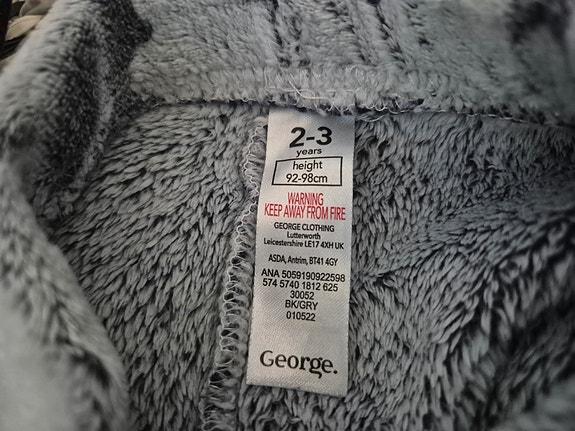 2-3
years
height
92-98cm
WARNING
KEEP AWAY FROM FIRE
GEORGE CLOTHING
Lutterworth
Leicestershire LE17 4XH UK
ASDA, Antrim, BT41 4GY
ANA 5059190922598
574 5740 1812 625
30052
BK/GRY
010522
George.